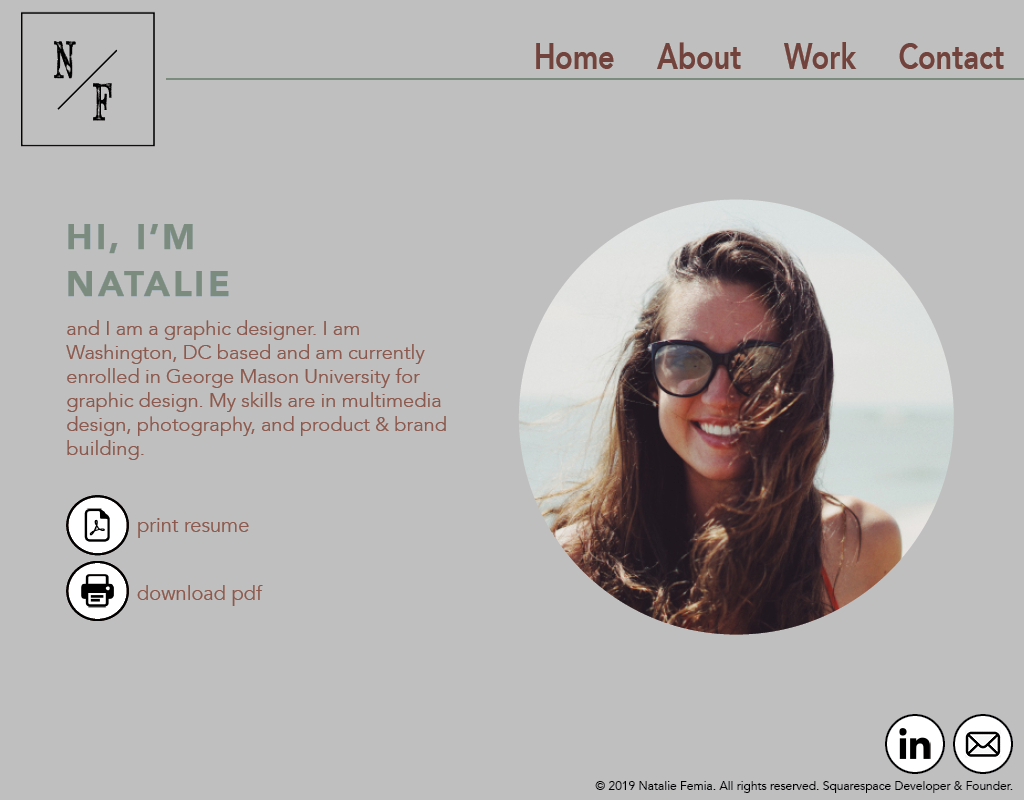 N
F
Home About Work Contact
HI, I’M
NATALIE
and I am a graphic designer. I am
Washington, DC based and am currently
enrolled in George Mason University for
graphic design. My skills are in multimedia
design, photography, and product & brand
building.
print resume
download pdf
in
© 2019 Natalie Femia. All rights reserved. Squarespace Developer & Founder.